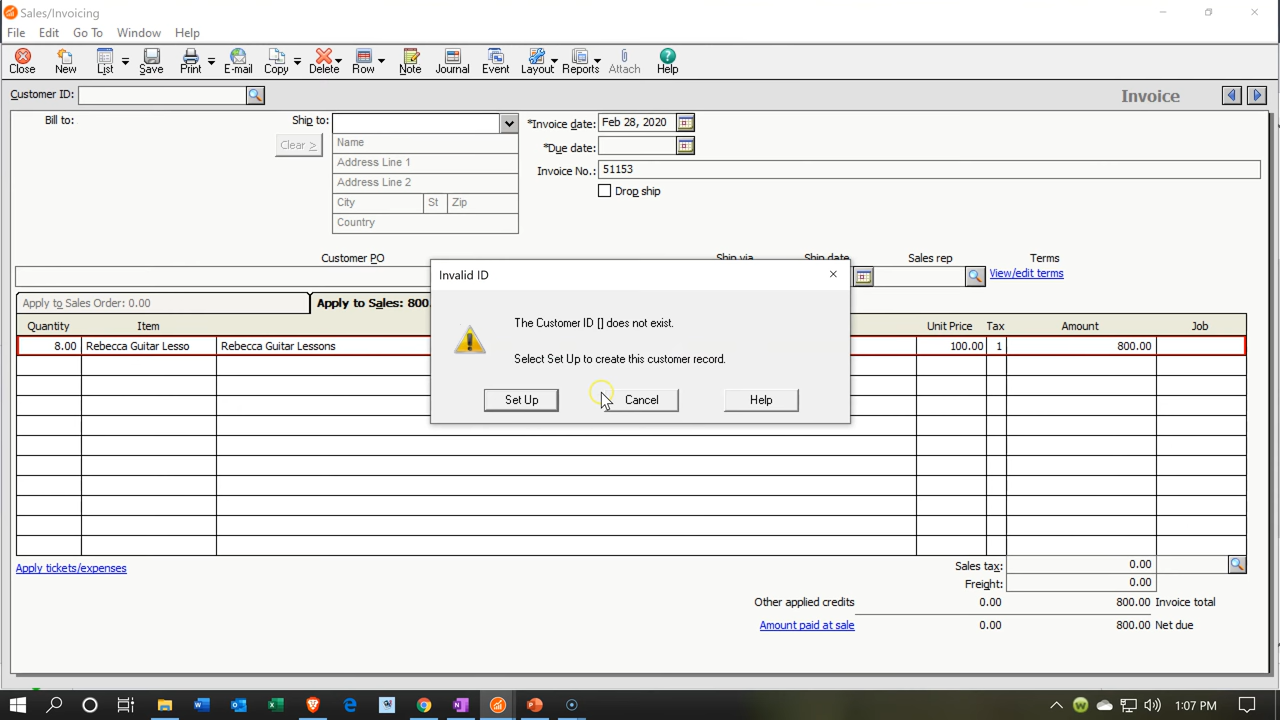 Sales/Invoicing
File Edit Go To Window Help
Close New List Save Print E-mail Copy Delete Row Note Journal Event Layout Reports Attach Help
Customer ID: Invoice
Bill to: Ship to: *Invoice date: Feb 28, 2020
Clear > Name *Due date:
Address Line 1 Invoice No.: 51153
Address Line 2 Drop ship
City St Zip
Country
Customer PO Ship via Ship date Sales rep Terms
View/edit terms
Invalid ID
Apply to Sales Order: 0.00 Apply to Sales: 800.
The Customer ID [] does not exist.
Quantity Item Unit Price Tax Amount Job
8.00 Rebecca Guitar Lesso Rebecca Guitar Lessons 100.00 1 800.00
Select Set Up to create this customer record.
Set Up Cancel Help
Apply tickets/expenses Sales tax: 0.00
Freight: 0.00
Other applied credits 0.00 800.00 Invoice total
Amount paid at sale 0.00 800.00 Net due
1:07 PM